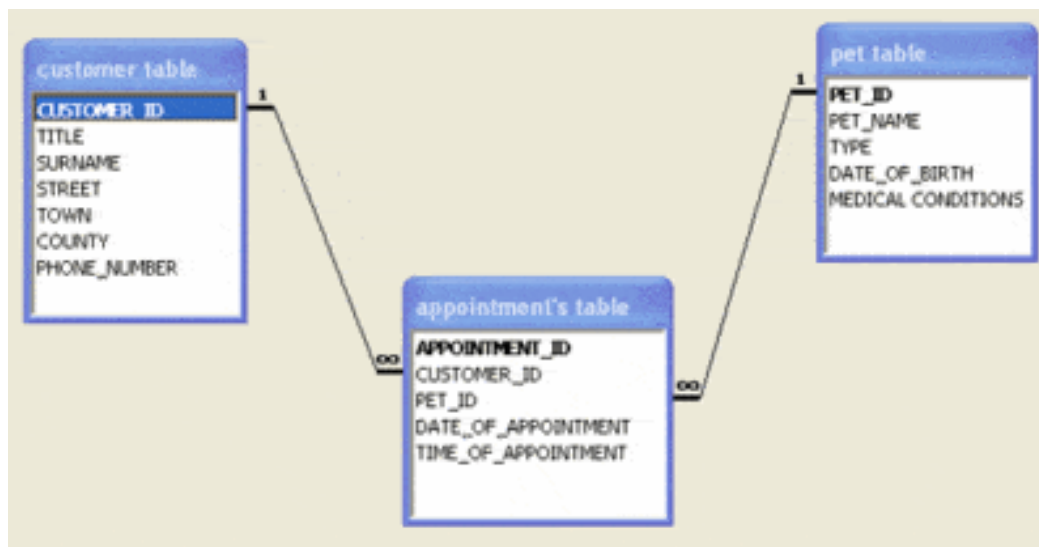 customer table
1
CUSTOMER_ID
TITLE
SURNAME
STREET
TOWN
COUNTY
PHONE_NUMBER
pet table
1
PET_ID
PET_NAME
TYPE
DATE_OF_BIRTH
MEDICAL CONDITIONS
appointment's table
∞
APPOINTMENT_ID
CUSTOMER_ID
PET_ID
DATE_OF_APPOINTMENT
TIME_OF_APPOINTMENT
∞